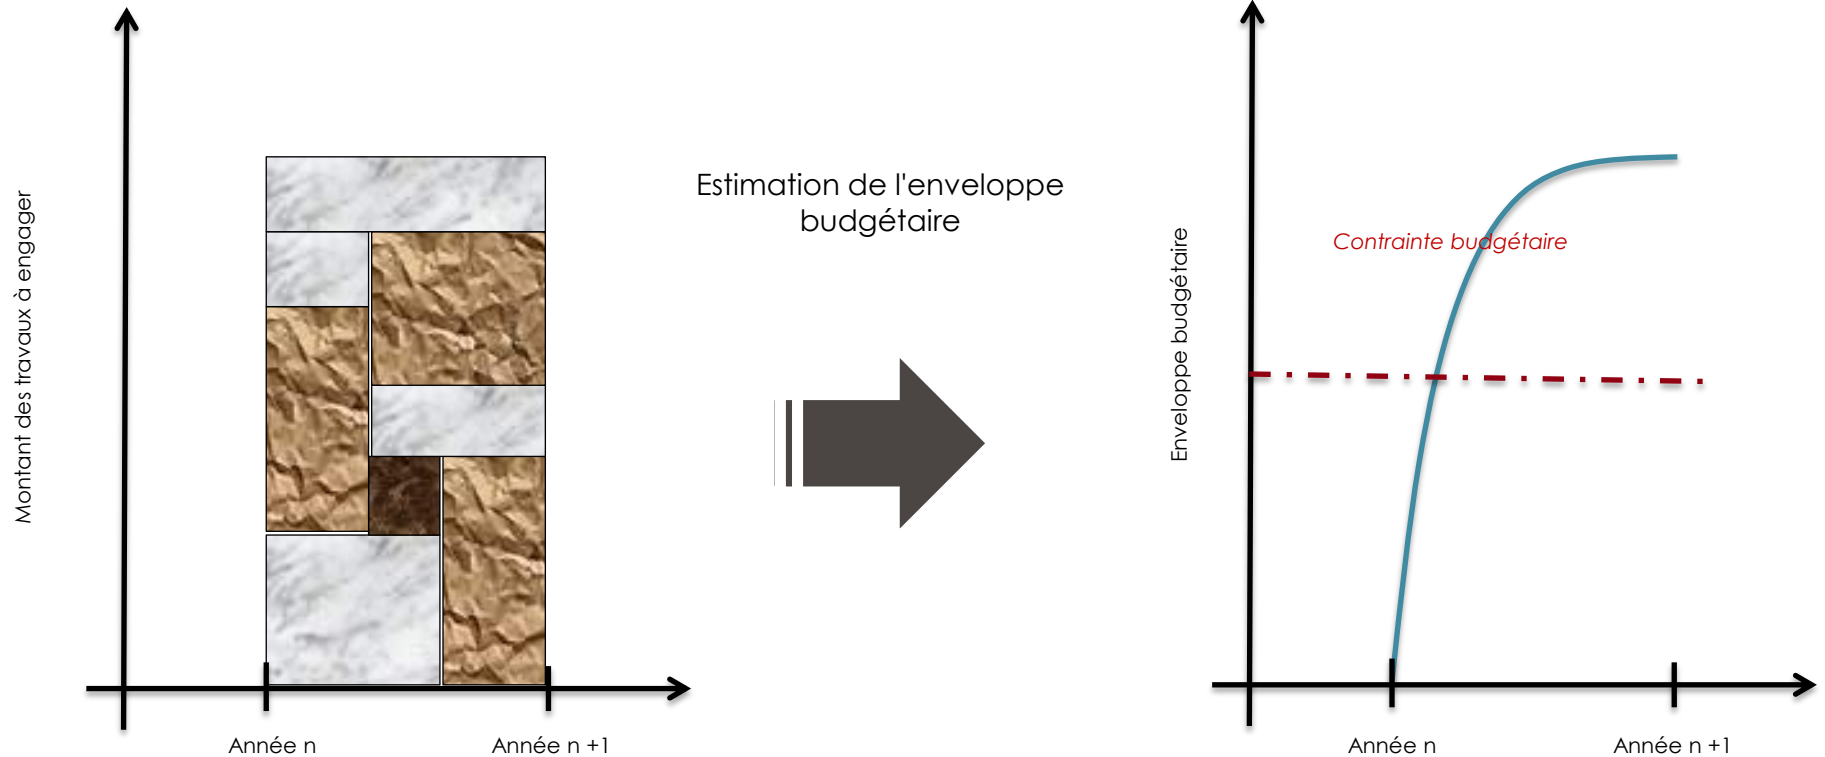 Montant des travaux à engager
Année n
Année n +1
Estimation de l'enveloppe
budgétaire
Enveloppe budgétaire
Contrainte budgétaire
Année n
Année n +1